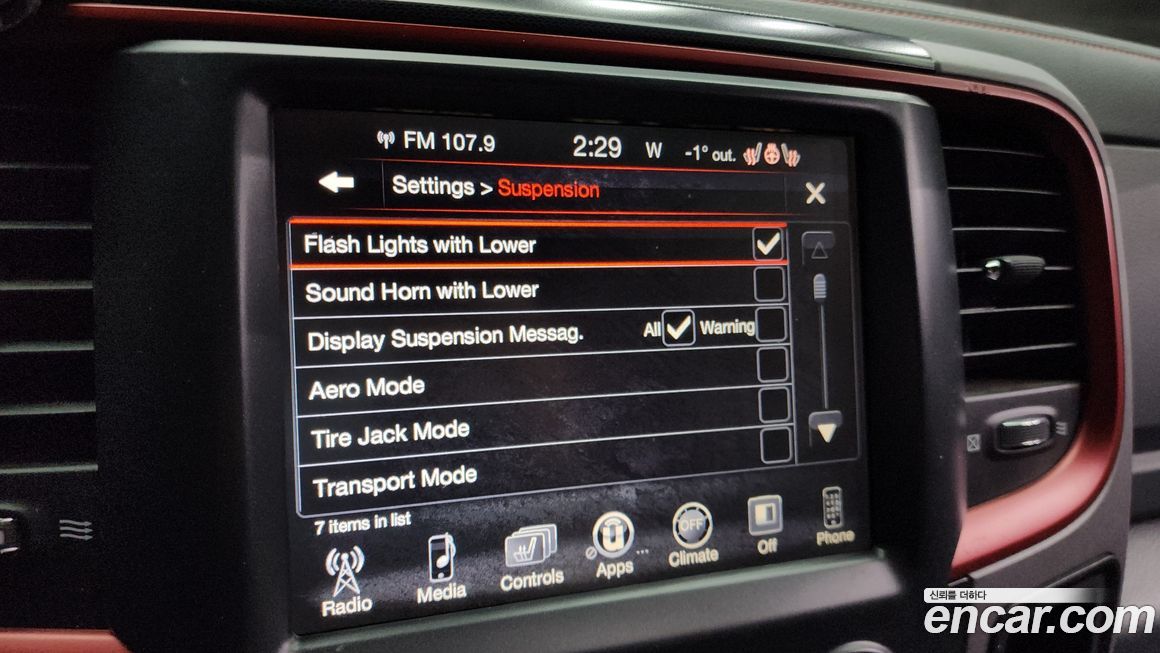 FM 107.9 2:29 W -1° out.
Settings > Suspension X
Flash Lights with Lower
Sound Horn with Lower
Display Suspension Messag. All Warning
Aero Mode
Tire Jack Mode
Transport Mode
7 items in list
Radio Media Controls Apps OFF Climate Off Phone
신뢰를 더하다
encar.com